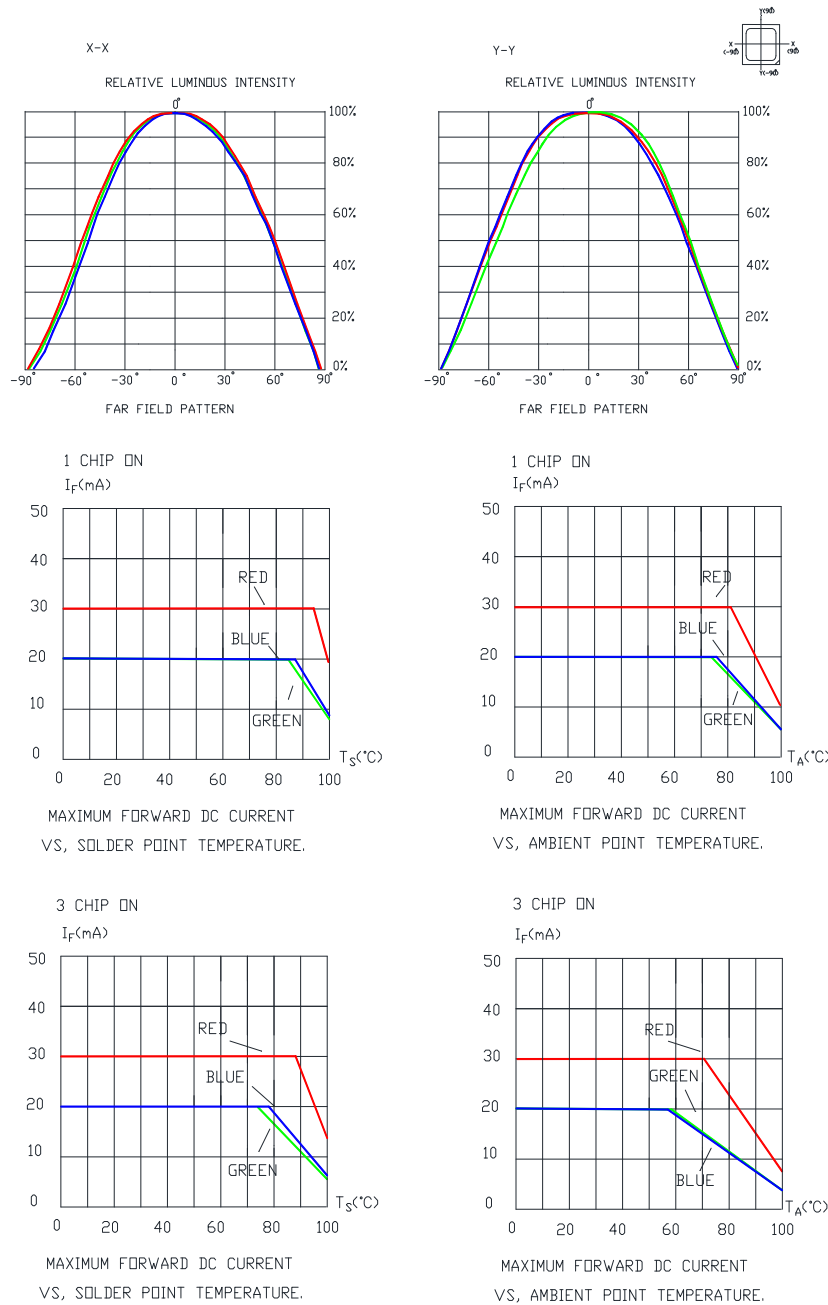 X-X
Y-Y
Y(90°)
X
(-90°)
X
(90°)
Y(-90°)
RELATIVE LUMINOUS INTENSITY
0°
100%
80%
60%
40%
20%
0%
-90° -60° -30° 0° 30° 60° 90°
FAR FIELD PATTERN
RELATIVE LUMINOUS INTENSITY
0°
100%
80%
60%
40%
20%
0%
-90° -60° -30° 0° 30° 60° 90°
FAR FIELD PATTERN
1 CHIP ON
IF(mA)
50
40
30
20
10
0
RED
BLUE
GREEN
TS(°C)
0 20 40 60 80 100
MAXIMUM FORWARD DC CURRENT
VS, SOLDER POINT TEMPERATURE.
1 CHIP ON
IF(mA)
50
40
30
20
10
0
RED
BLUE
GREEN
TA(°C)
0 20 40 60 80 100
MAXIMUM FORWARD DC CURRENT
VS, AMBIENT POINT TEMPERATURE.
3 CHIP ON
IF(mA)
50
40
30
20
10
0
RED
BLUE
GREEN
TS(°C)
0 20 40 60 80 100
MAXIMUM FORWARD DC CURRENT
VS, SOLDER POINT TEMPERATURE.
3 CHIP ON
IF(mA)
50
40
30
20
10
0
RED
GREEN
BLUE
TA(°C)
0 20 40 60 80 100
MAXIMUM FORWARD DC CURRENT
VS, AMBIENT POINT TEMPERATURE.